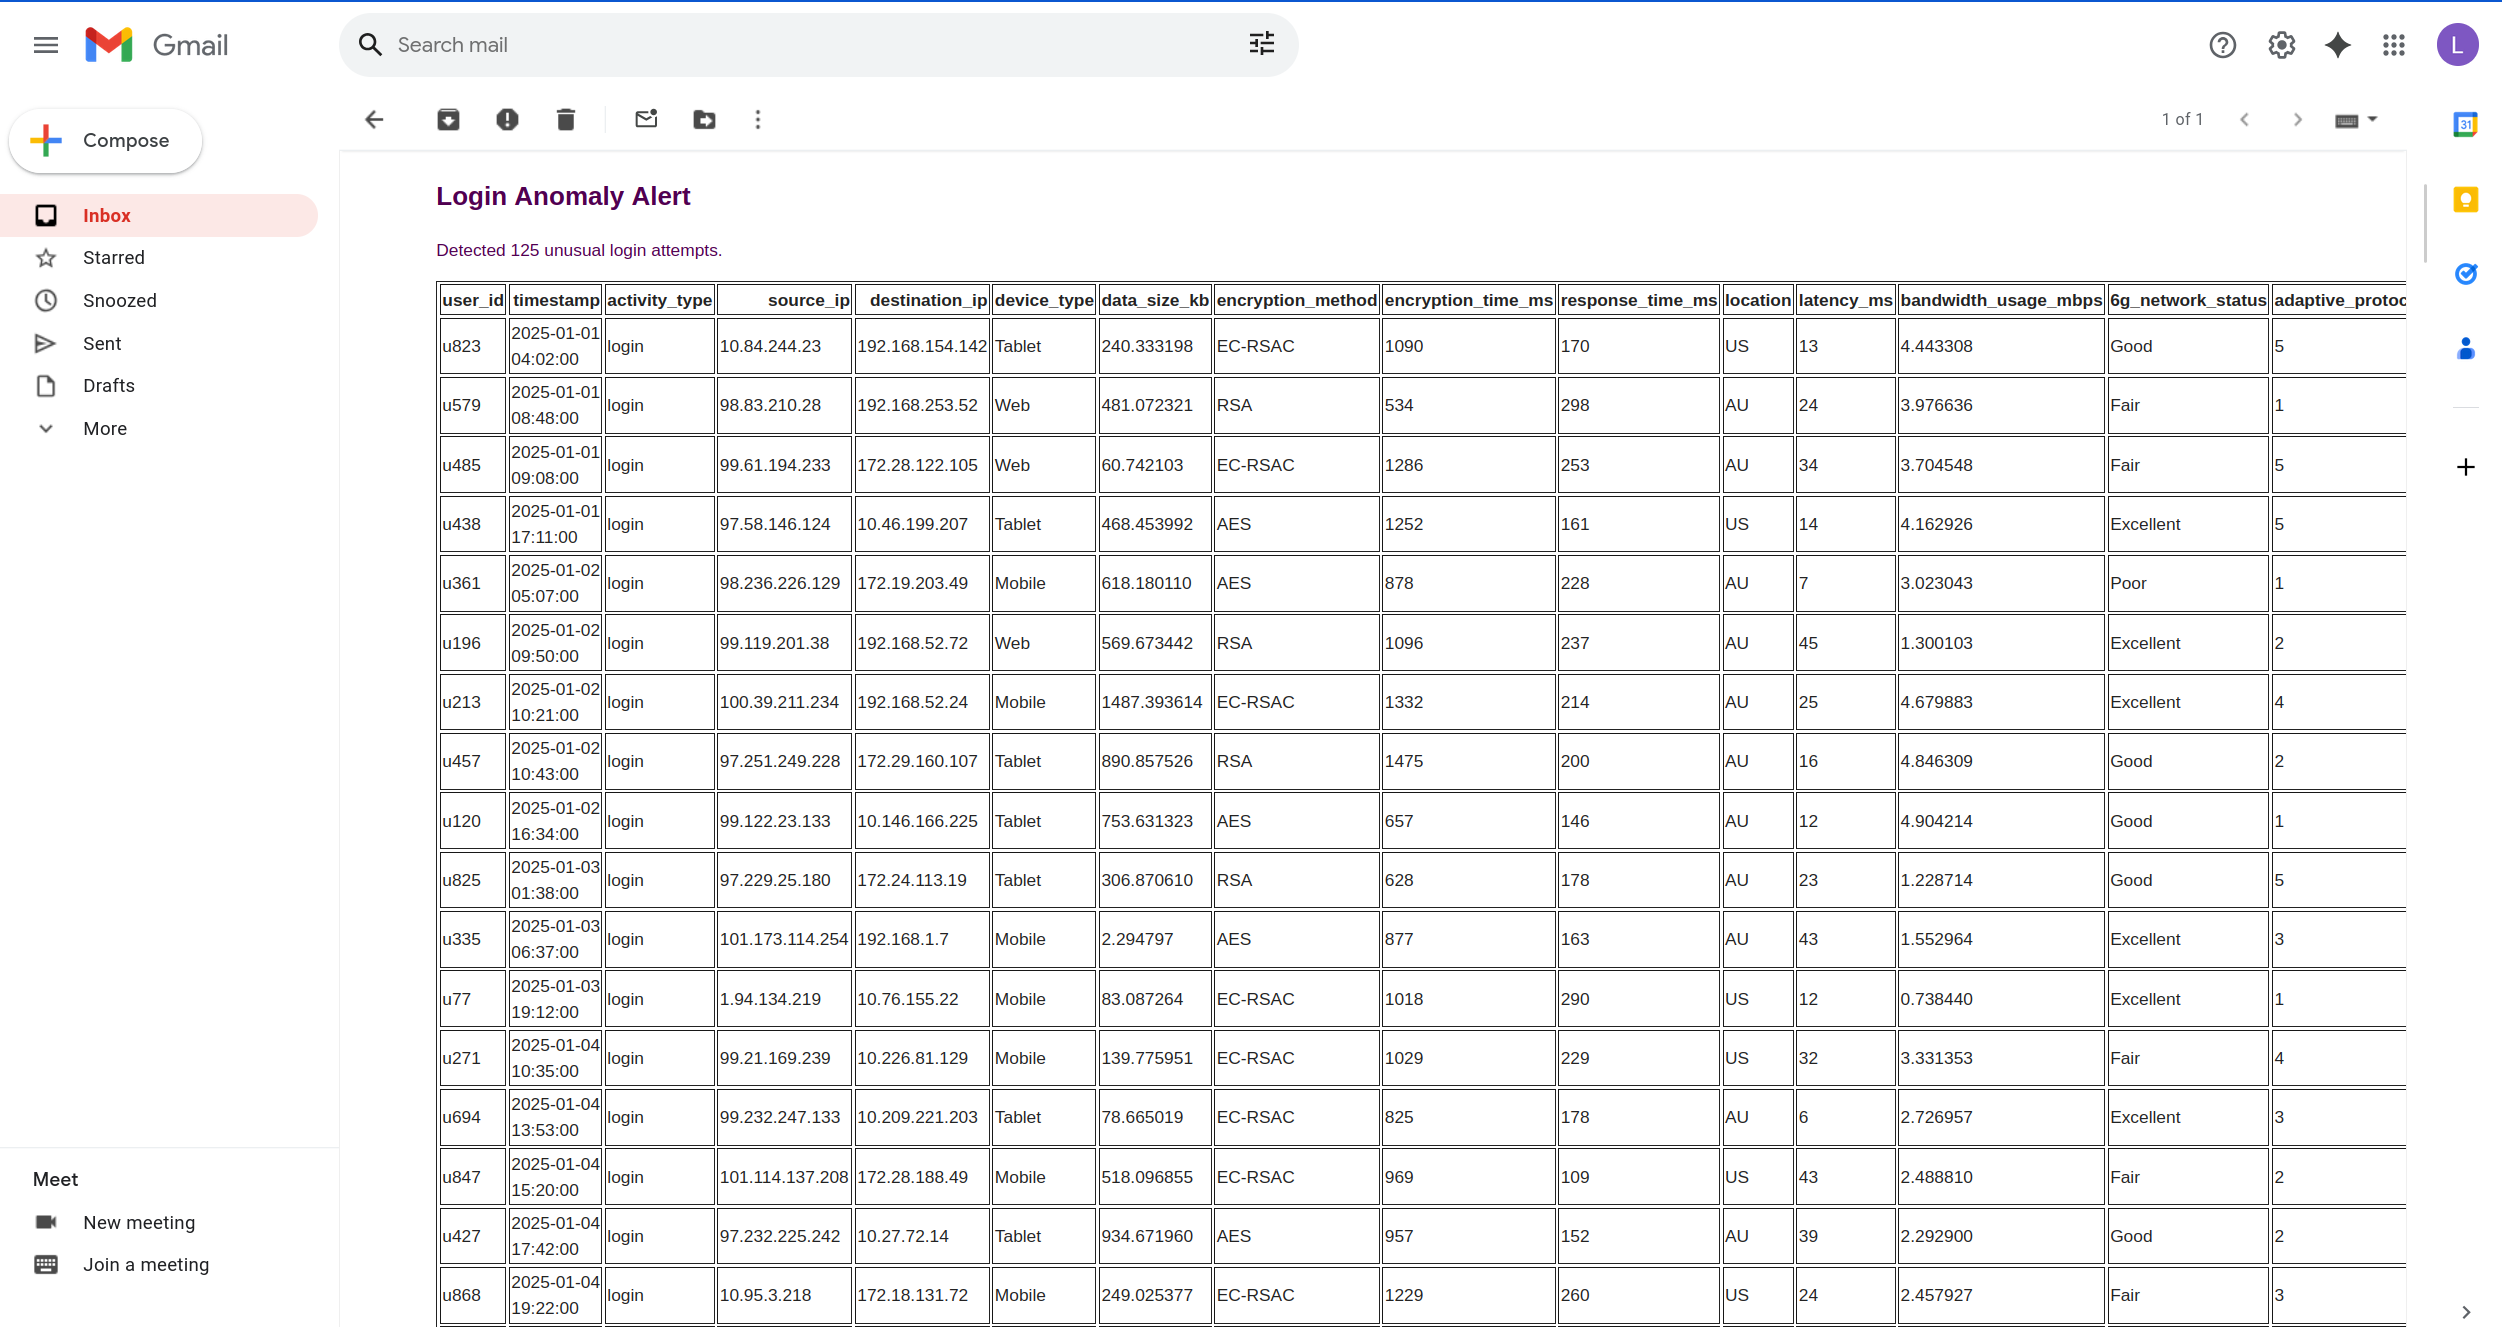 Gmail
Search mail
L
Compose
1 of 1
31
Inbox
Starred
Snoozed
Sent
Drafts
More
Login Anomaly Alert
Detected 125 unusual login attempts.
user_id timestamp activity_type source_ip destination_ip device_type data_size_kb encryption_method encryption_time_ms response_time_ms location latency_ms bandwidth_usage_mbps 6g_network_status adaptive_protoc
u823 2025-01-01 04:02:00 login 10.84.244.23 192.168.154.142 Tablet 240.333198 EC-RSAC 1090 170 US 13 4.443308 Good 5
u579 2025-01-01 08:48:00 login 98.83.210.28 192.168.253.52 Web 481.072321 RSA 534 298 AU 24 3.976636 Fair 1
u485 2025-01-01 09:08:00 login 99.61.194.233 172.28.122.105 Web 60.742103 EC-RSAC 1286 253 AU 34 3.704548 Fair 5
u438 2025-01-01 17:11:00 login 97.58.146.124 10.46.199.207 Tablet 468.453992 AES 1252 161 US 14 4.162926 Excellent 5
u361 2025-01-02 05:07:00 login 98.236.226.129 172.19.203.49 Mobile 618.180110 AES 878 228 AU 7 3.023043 Poor 1
u196 2025-01-02 09:50:00 login 99.119.201.38 192.168.52.72 Web 569.673442 RSA 1096 237 AU 45 1.300103 Excellent 2
u213 2025-01-02 10:21:00 login 100.39.211.234 192.168.52.24 Mobile 1487.393614 EC-RSAC 1332 214 AU 25 4.679883 Excellent 4
u457 2025-01-02 10:43:00 login 97.251.249.228 172.29.160.107 Tablet 890.857526 RSA 1475 200 AU 16 4.846309 Good 2
u120 2025-01-02 16:34:00 login 99.122.23.133 10.146.166.225 Tablet 753.631323 AES 657 146 AU 12 4.904214 Good 1
u825 2025-01-03 01:38:00 login 97.229.25.180 172.24.113.19 Tablet 306.870610 RSA 628 178 AU 23 1.228714 Good 5
u335 2025-01-03 06:37:00 login 101.173.114.254 192.168.1.7 Mobile 2.294797 AES 877 163 AU 43 1.552964 Excellent 3
u77 2025-01-03 19:12:00 login 1.94.134.219 10.76.155.22 Mobile 83.087264 EC-RSAC 1018 290 US 12 0.738440 Excellent 1
u271 2025-01-04 10:35:00 login 99.21.169.239 10.226.81.129 Mobile 139.775951 EC-RSAC 1029 229 US 32 3.331353 Fair 4
u694 2025-01-04 13:53:00 login 99.232.247.133 10.209.221.203 Tablet 78.665019 EC-RSAC 825 178 AU 6 2.726957 Excellent 3
u847 2025-01-04 15:20:00 login 101.114.137.208 172.28.188.49 Mobile 518.096855 EC-RSAC 969 109 US 43 2.488810 Fair 2
u427 2025-01-04 17:42:00 login 97.232.225.242 10.27.72.14 Tablet 934.671960 AES 957 152 AU 39 2.292900 Good 2
u868 2025-01-04 19:22:00 login 10.95.3.218 172.18.131.72 Mobile 249.025377 EC-RSAC 1229 260 US 24 2.457927 Fair 3
Meet
New meeting
Join a meeting